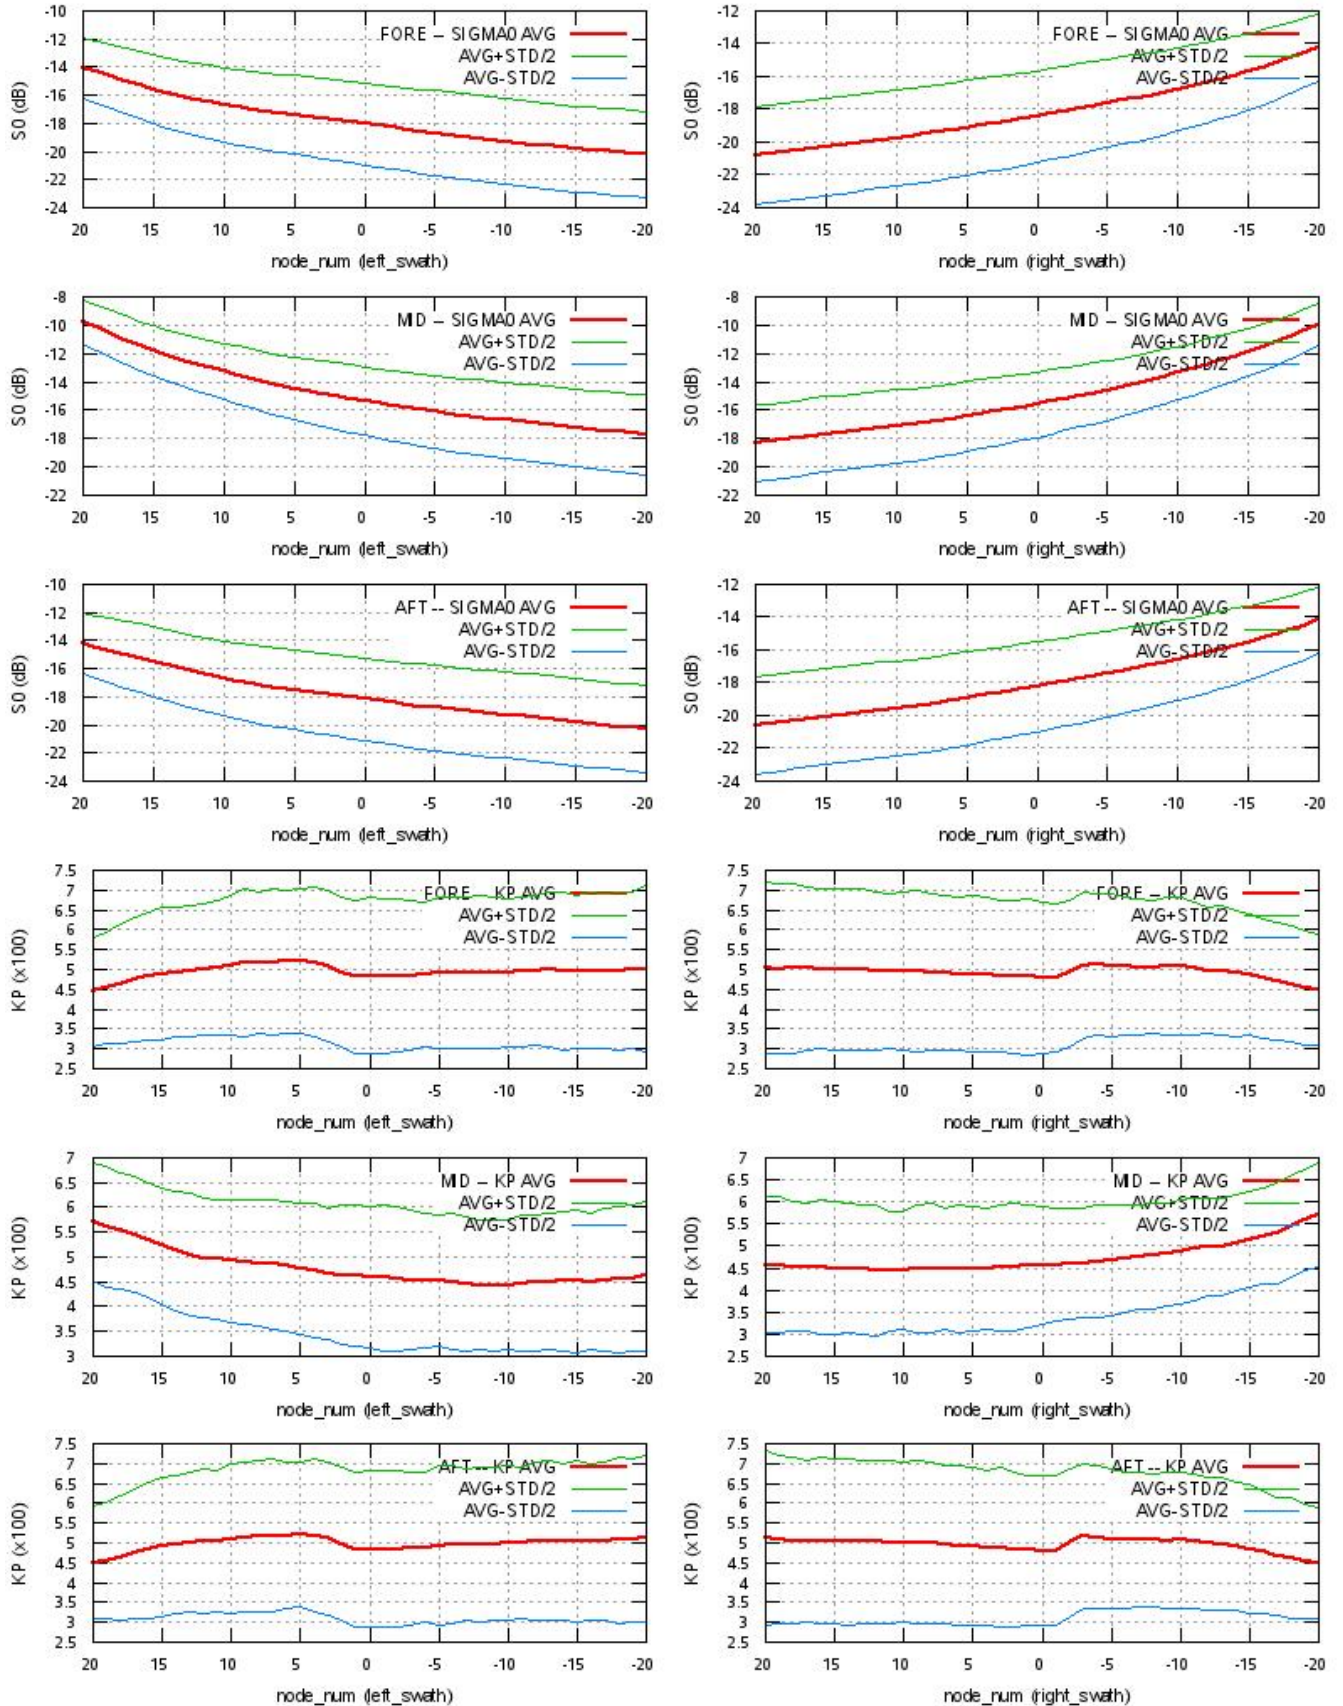 -10
-12
-14
-16
-18
-20
-22
-24
S0 (dB)
FORE -- SIGMA0 AVG
AVG+STD/2
AVG-STD/2
20 15 10 5 0 -5 -10 -15 -20
node_num (left_swath)
-12
-14
-16
-18
-20
-22
-24
S0 (dB)
FORE -- SIGMA0 AVG
AVG+STD/2
AVG-STD/2
20 15 10 5 0 -5 -10 -15 -20
node_num (right_swath)
-8
-10
-12
-14
-16
-18
-20
-22
S0 (dB)
MID -- SIGMA0 AVG
AVG+STD/2
AVG-STD/2
20 15 10 5 0 -5 -10 -15 -20
node_num (left_swath)
-8
-10
-12
-14
-16
-18
-20
-22
S0 (dB)
MID -- SIGMA0 AVG
AVG+STD/2
AVG-STD/2
20 15 10 5 0 -5 -10 -15 -20
node_num (right_swath)
-10
-12
-14
-16
-18
-20
-22
-24
S0 (dB)
AFT -- SIGMA0 AVG
AVG+STD/2
AVG-STD/2
20 15 10 5 0 -5 -10 -15 -20
node_num (left_swath)
-12
-14
-16
-18
-20
-22
-24
S0 (dB)
AFT -- SIGMA0 AVG
AVG+STD/2
AVG-STD/2
20 15 10 5 0 -5 -10 -15 -20
node_num (right_swath)
7.5
7
6.5
6
5.5
5
4.5
4
3.5
3
2.5
KP (x100)
FORE -- KP AVG
AVG+STD/2
AVG-STD/2
20 15 10 5 0 -5 -10 -15 -20
node_num (left_swath)
7.5
7
6.5
6
5.5
5
4.5
4
3.5
3
2.5
KP (x100)
FORE -- KP AVG
AVG+STD/2
AVG-STD/2
20 15 10 5 0 -5 -10 -15 -20
node_num (right_swath)
7
6.5
6
5.5
5
4.5
4
3.5
3
KP (x100)
MID -- KP AVG
AVG+STD/2
AVG-STD/2
20 15 10 5 0 -5 -10 -15 -20
node_num (left_swath)
7
6.5
6
5.5
5
4.5
4
3.5
3
2.5
KP (x100)
MID -- KP AVG
AVG+STD/2
AVG-STD/2
20 15 10 5 0 -5 -10 -15 -20
node_num (right_swath)
7.5
7
6.5
6
5.5
5
4.5
4
3.5
3
2.5
KP (x100)
AFT -- KP AVG
AVG+STD/2
AVG-STD/2
20 15 10 5 0 -5 -10 -15 -20
node_num (left_swath)
7.5
7
6.5
6
5.5
5
4.5
4
3.5
3
2.5
KP (x100)
AFT -- KP AVG
AVG+STD/2
AVG-STD/2
20 15 10 5 0 -5 -10 -15 -20
node_num (right_swath)